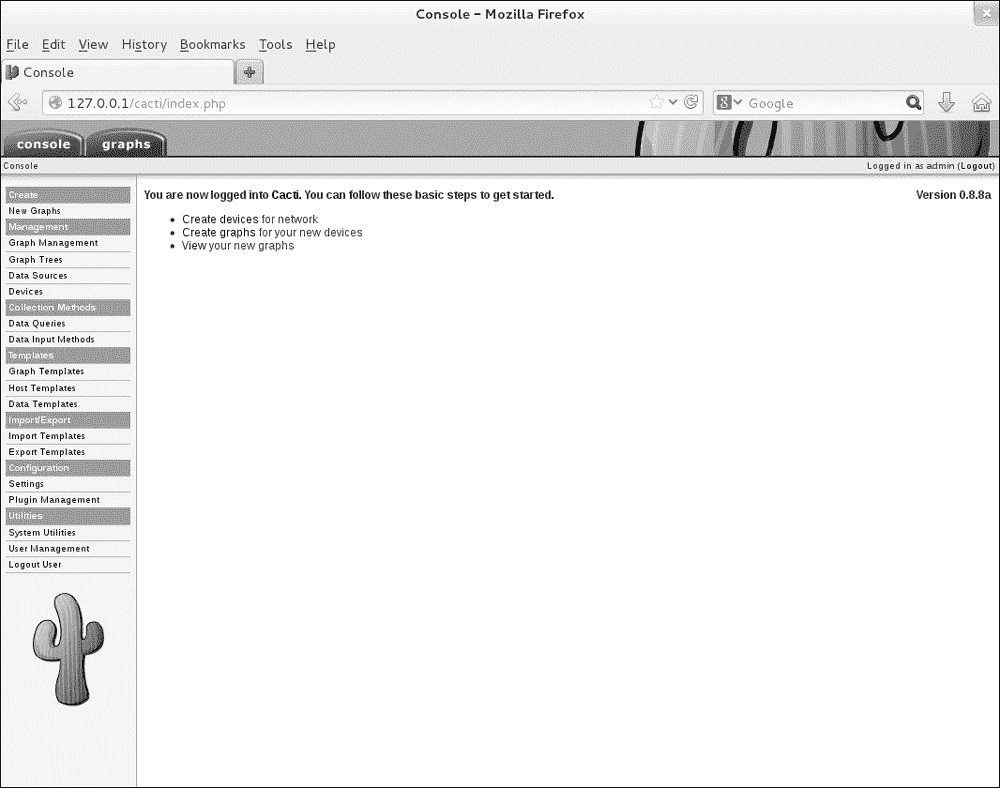 Console - Mozilla Firefox
File Edit View History Bookmarks Tools Help
Console
127.0.0.1/cacti/index.php
8 Google
console graphs
Console
Logged in as admin (Logout)
Create
New Graphs
Management
Graph Management
Graph Trees
Data Sources
Devices
Collection Methods
Data Queries
Data Input Methods
Templates
Graph Templates
Host Templates
Data Templates
Import/Export
Import Templates
Export Templates
Configuration
Settings
Plugin Management
Utilities
System Utilities
User Management
Logout User
You are now logged into Cacti. You can follow these basic steps to get started.
Version 0.8.8a
Create devices for network
Create graphs for your new devices
View your new graphs